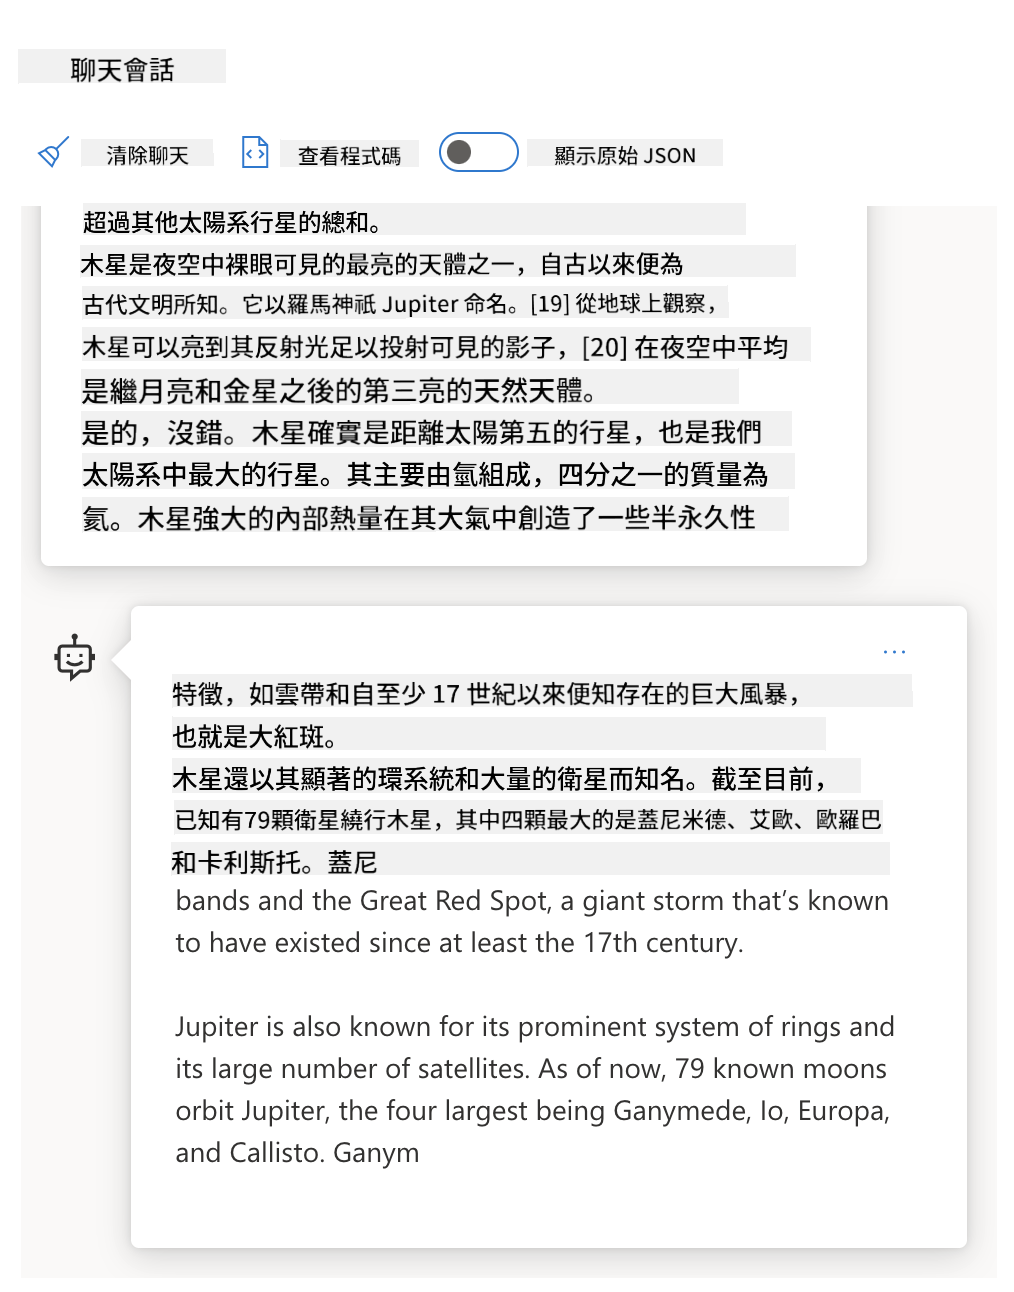 聊天會話
清除聊天
查看程式碼
顯示原始 JSON
超過其他太陽系行星的總和。
木星是夜空中裸眼可見的最亮的天體之一，自古以來便為
古代文明所知。它以羅馬神祇 Jupiter 命名。[19] 從地球上觀察，
木星可以亮到其反射光足以投射可見的影子，[20] 在夜空中平均
是繼月亮和金星之後的第三亮的天然天體。
是的，沒錯。木星確實是距離太陽第五的行星，也是我們
太陽系中最大的行星。其主要由氫組成，四分之一的質量為
氦。木星強大的內部熱量在其大氣中創造了一些半永久性
特徵，如雲帶和自至少 17 世紀以來便知存在的巨大風暴，
也就是大紅斑。
木星還以其顯著的環系統和大量的衛星而知名。截至目前，
已知有79顆衛星繞行木星，其中四顆最大的是蓋尼米德、艾歐、歐羅巴
和卡利斯托。蓋尼
bands and the Great Red Spot, a giant storm that's known
to have existed since at least the 17th century.
Jupiter is also known for its prominent system of rings and
its large number of satellites. As of now, 79 known moons
orbit Jupiter, the four largest being Ganymede, Io, Europa,
and Callisto. Ganym